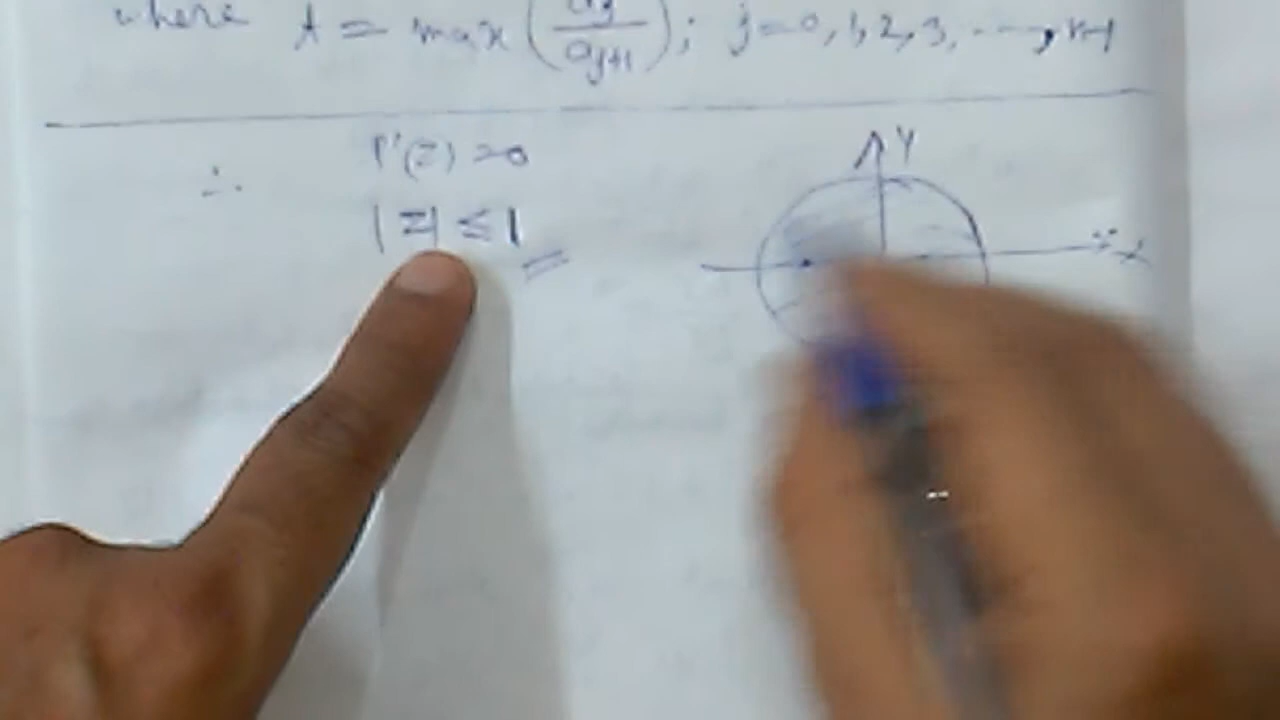 where A = max (aj/aj+1); j=0,1,2,3,----,n-1
∴ P'(z) = 0
Y
|z| ≤ 1
X